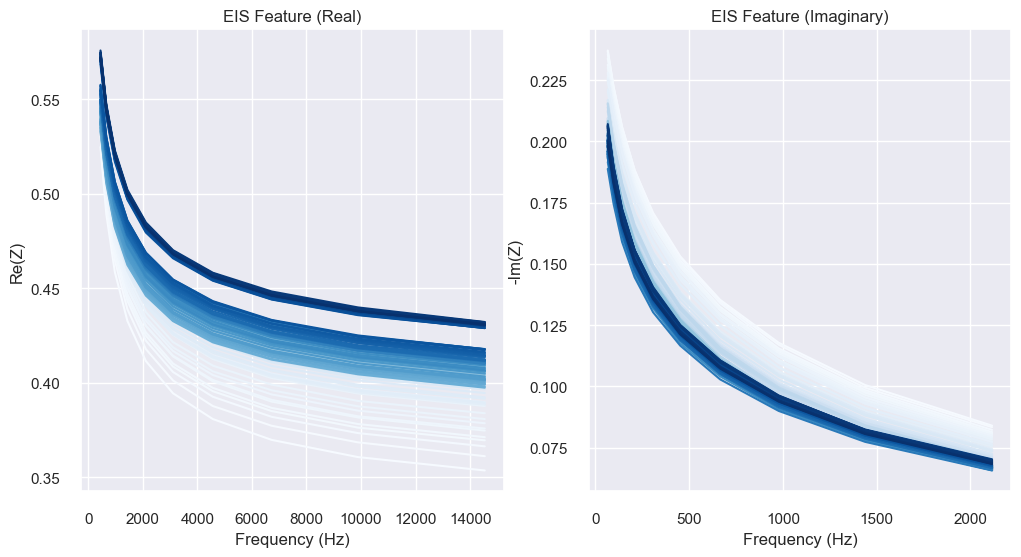 EIS Feature (Real)
Re(Z)
0.55
0.50
0.45
0.40
0.35
0 2000 4000 6000 8000 10000 12000 14000
Frequency (Hz)
EIS Feature (Imaginary)
-Im(Z)
0.225
0.200
0.175
0.150
0.125
0.100
0.075
0 500 1000 1500 2000
Frequency (Hz)